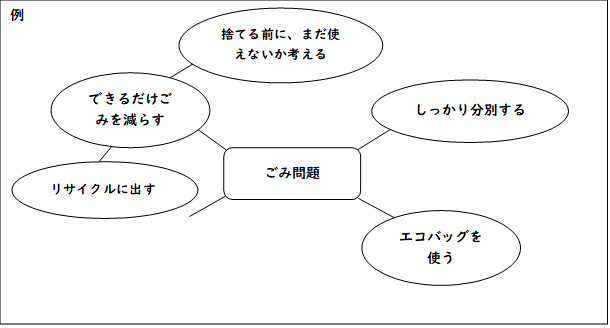 例
捨てる前に、まだ使
えないか考える
できるだけご
みを減らす
しっかり分別する
ごみ問題
リサイクルに出す
エコバッグを
使う